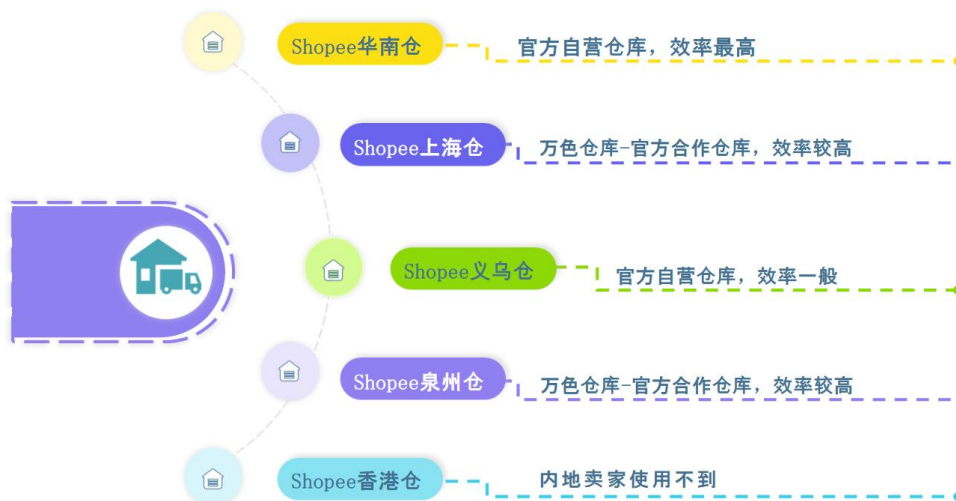 Shopee华南仓 官方自营仓库，效率最高
Shopee上海仓 万色仓库-官方合作仓库，效率较高
Shopee义乌仓 官方自营仓库，效率一般
Shopee泉州仓 万色仓库-官方合作仓库，效率较高
Shopee香港仓 内地卖家使用不到